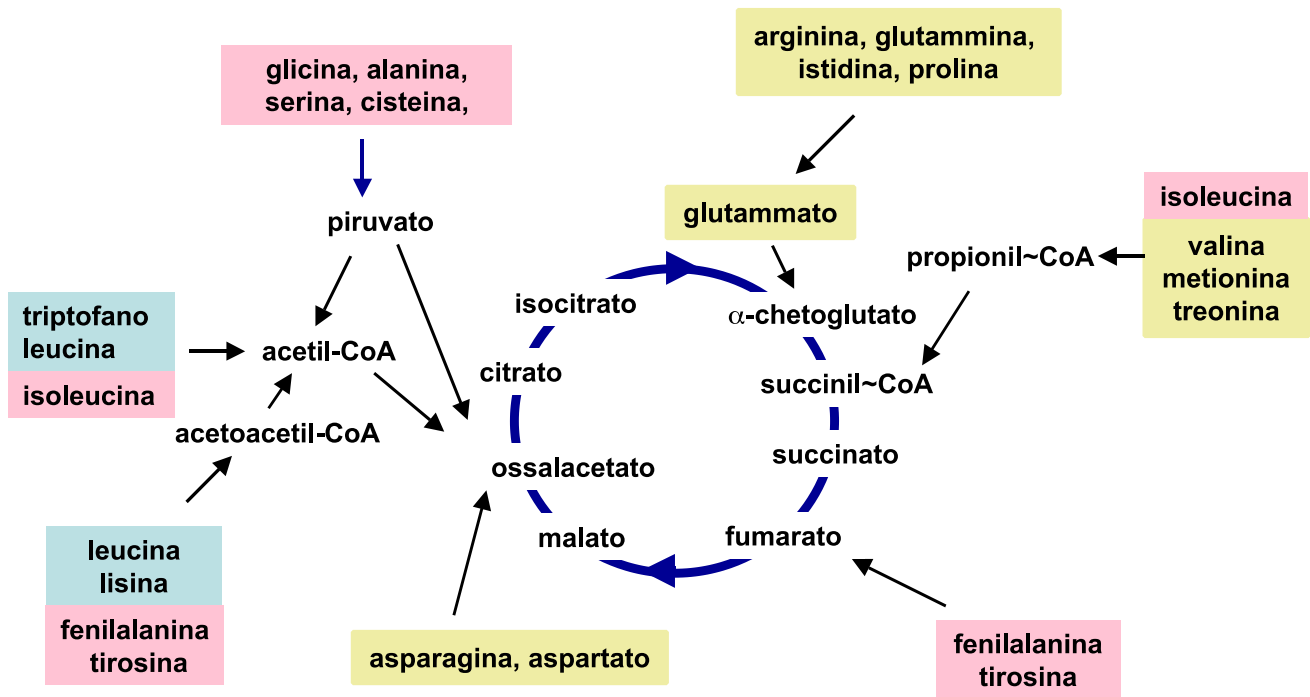 glicina, alanina,
serina, cisteina,
arginina, glutammina,
istidina, prolina
piruvato
glutammato
isoleucina
valina
metionina
treonina
propionil~CoA
isocitrato
α-chetoglutato
triptofano
leucina
isoleucina
acetil-CoA
citrato
succinil~CoA
acetoacetil-CoA
ossalacetato
succinato
malato
fumarato
leucina
lisina
fenilalanina
tirosina
asparagina, aspartato
fenilalanina
tirosina